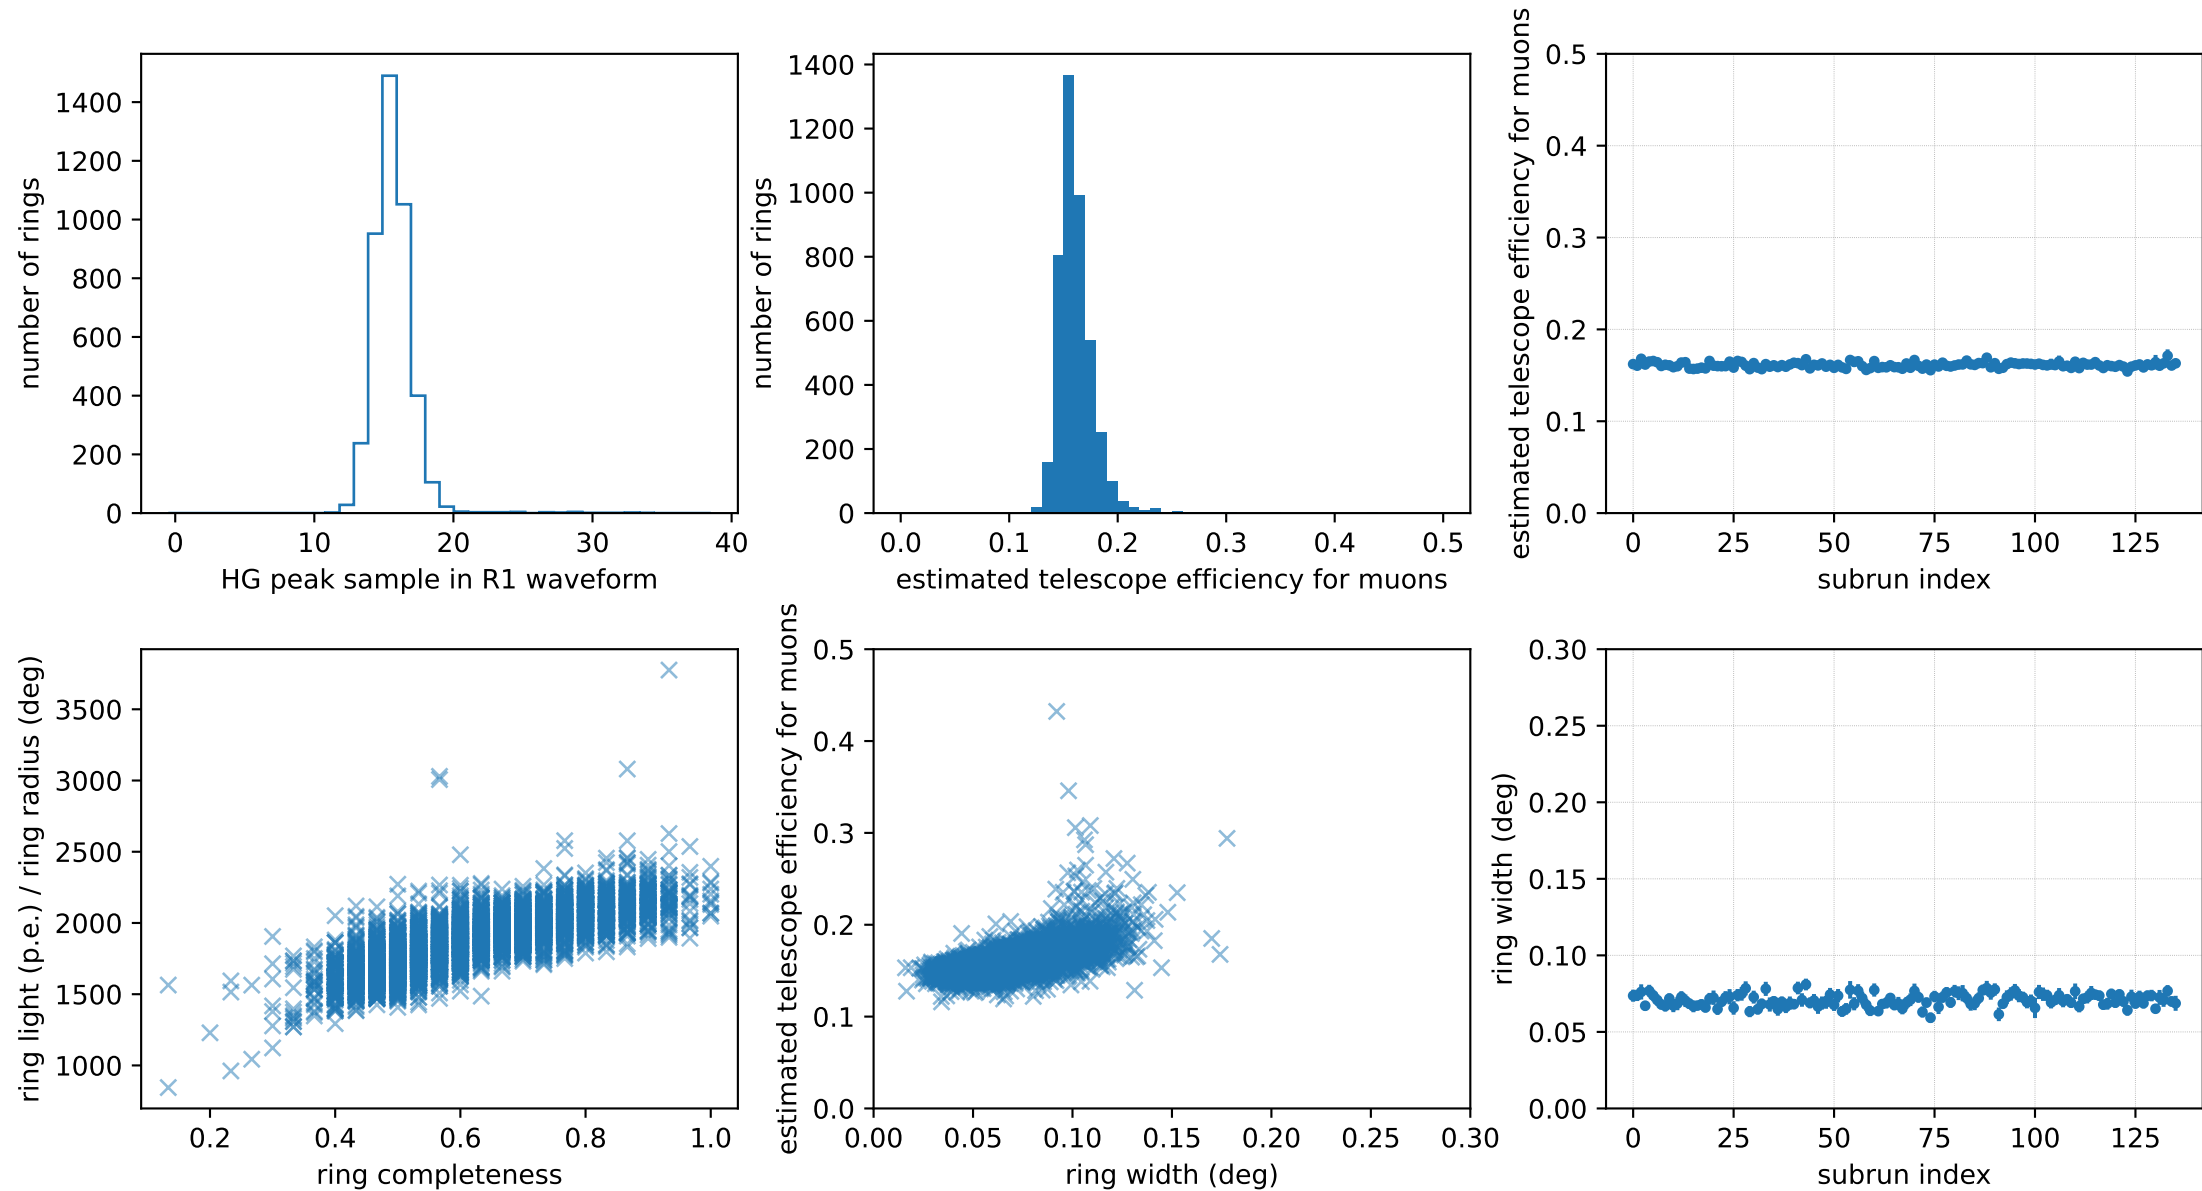 number of rings
1400
1200
1000
800
600
400
200
0
0 10 20 30 40
HG peak sample in R1 waveform
number of rings
1400
1200
1000
800
600
400
200
0
0.0 0.1 0.2 0.3 0.4 0.5
estimated telescope efficiency for muons
estimated telescope efficiency for muons
0.5
0.4
0.3
0.2
0.1
0.0
0 25 50 75 100 125
subrun index
ring light (p.e.) / ring radius (deg)
3500
3000
2500
2000
1500
1000
0.2 0.4 0.6 0.8 1.0
ring completeness
estimated telescope efficiency for muons
0.5
0.4
0.3
0.2
0.1
0.0
0.00 0.05 0.10 0.15 0.20 0.25 0.30
ring width (deg)
ring width (deg)
0.30
0.25
0.20
0.15
0.10
0.05
0.00
0 25 50 75 100 125
subrun index